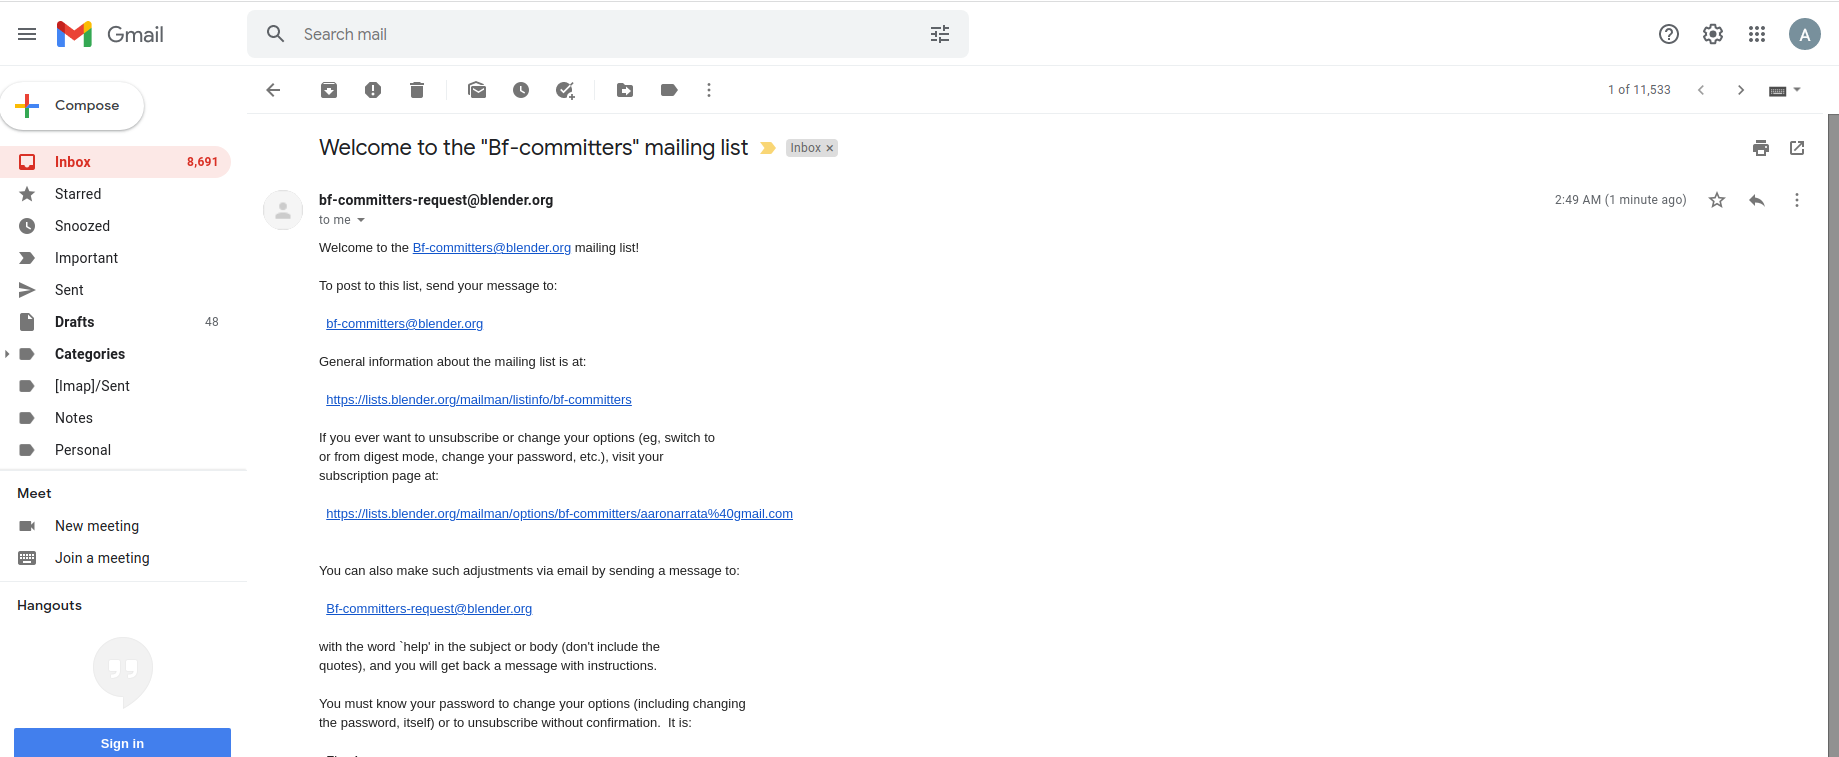 Gmail
Search mail
A
Compose
1 of 11,533
Inbox 8,691
Starred
Snoozed
Important
Sent
Drafts 48
Categories
[Imap]/Sent
Notes
Personal
Meet
New meeting
Join a meeting
Hangouts
Sign in
Welcome to the "Bf-committers" mailing list Inbox ×
bf-committers-request@blender.org 2:49 AM (1 minute ago)
to me
Welcome to the Bf-committers@blender.org mailing list!
To post to this list, send your message to:
bf-committers@blender.org
General information about the mailing list is at:
https://lists.blender.org/mailman/listinfo/bf-committers
If you ever want to unsubscribe or change your options (eg, switch to
or from digest mode, change your password, etc.), visit your
subscription page at:
https://lists.blender.org/mailman/options/bf-committers/aaronarrata%40gmail.com
You can also make such adjustments via email by sending a message to:
Bf-committers-request@blender.org
with the word `help' in the subject or body (don't include the
quotes), and you will get back a message with instructions.
You must know your password to change your options (including changing
the password, itself) or to unsubscribe without confirmation.  It is: